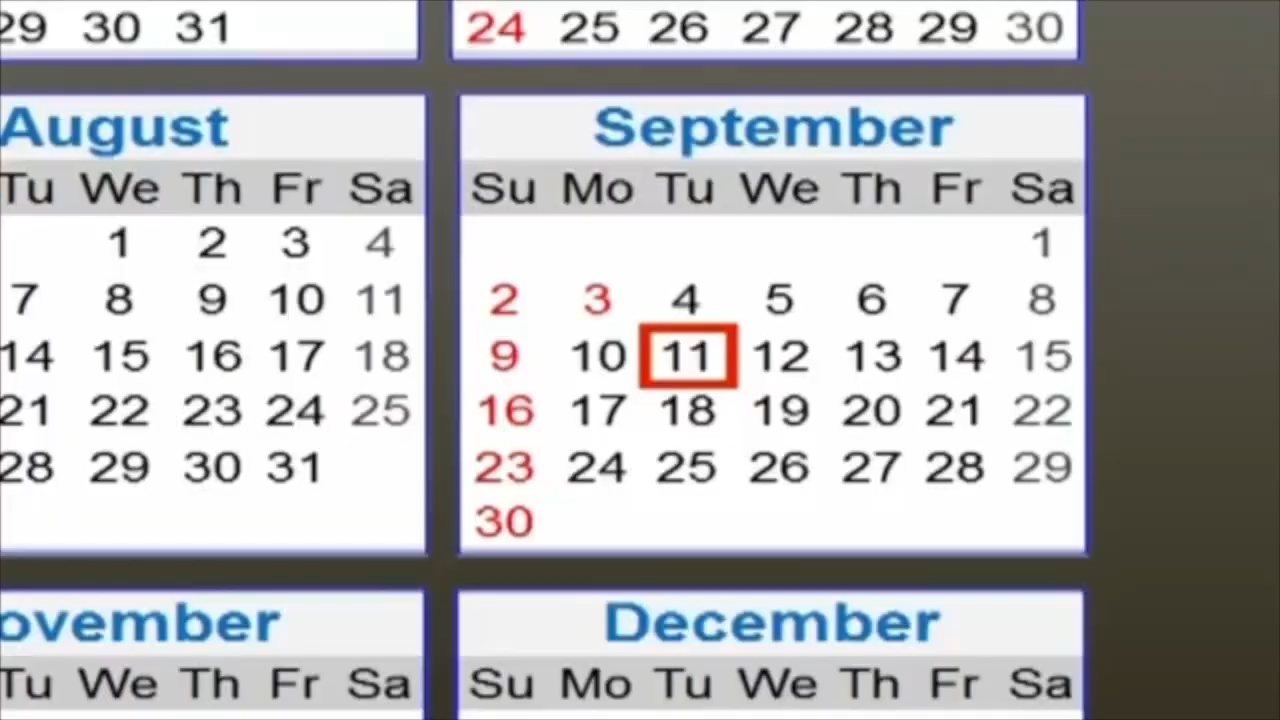 29 30 31
24 25 26 27 28 29 30
August
Tu We Th Fr Sa
1 2 3 4
7 8 9 10 11
14 15 16 17 18
21 22 23 24 25
28 29 30 31
September
Su Mo Tu We Th Fr Sa
1
2 3 4 5 6 7 8
9 10 11 12 13 14 15
16 17 18 19 20 21 22
23 24 25 26 27 28 29
30
ovember
Tu We Th Fr Sa
December
Su Mo Tu We Th Fr Sa